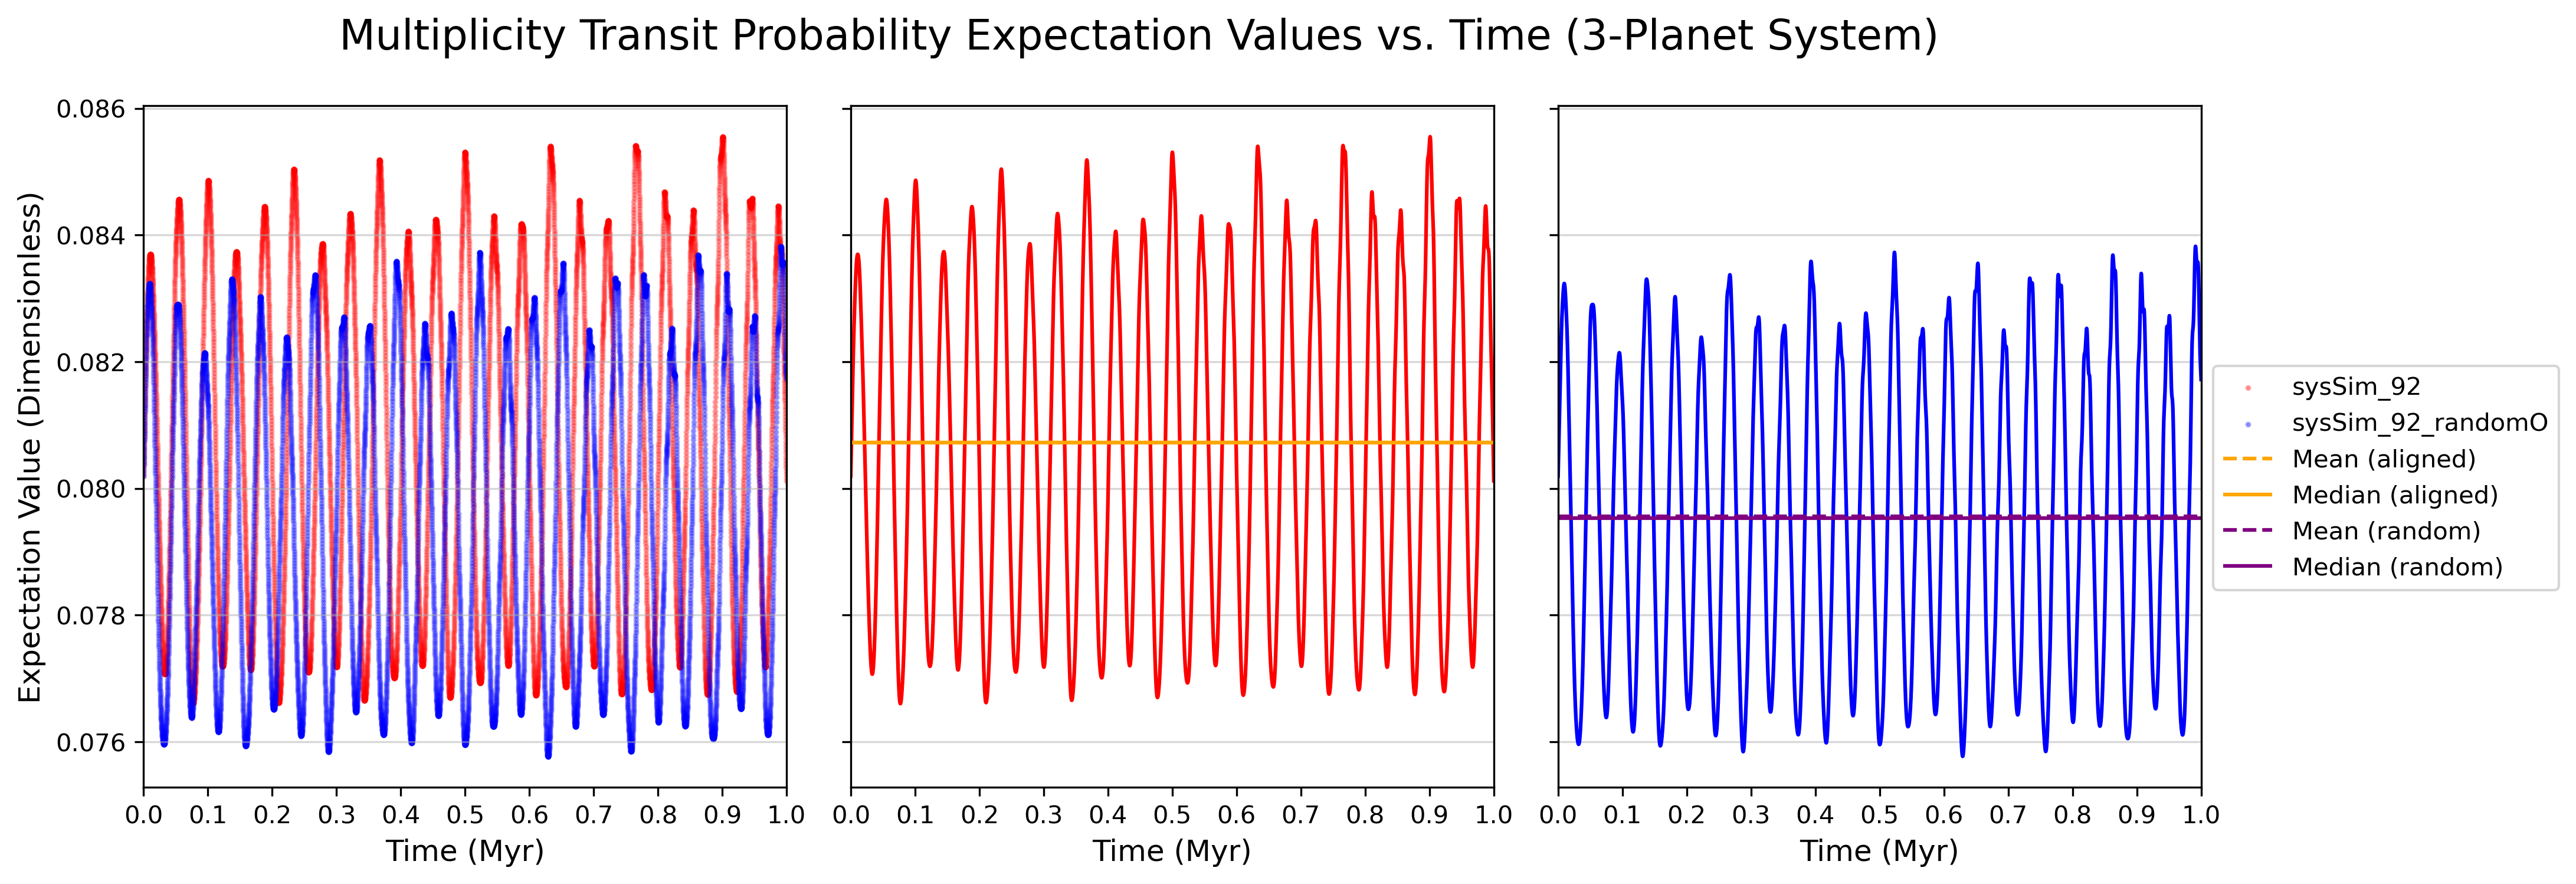 Multiplicity Transit Probability Expectation Values vs. Time (3-Planet System)
Expectation Value (Dimensionless)
0.086
0.084
0.082
0.080
0.078
0.076
0.0 0.1 0.2 0.3 0.4 0.5 0.6 0.7 0.8 0.9 1.0
Time (Myr)
0.0 0.1 0.2 0.3 0.4 0.5 0.6 0.7 0.8 0.9 1.0
Time (Myr)
0.0 0.1 0.2 0.3 0.4 0.5 0.6 0.7 0.8 0.9 1.0
Time (Myr)
sysSim_92
sysSim_92_randomO
Mean (aligned)
Median (aligned)
Mean (random)
Median (random)